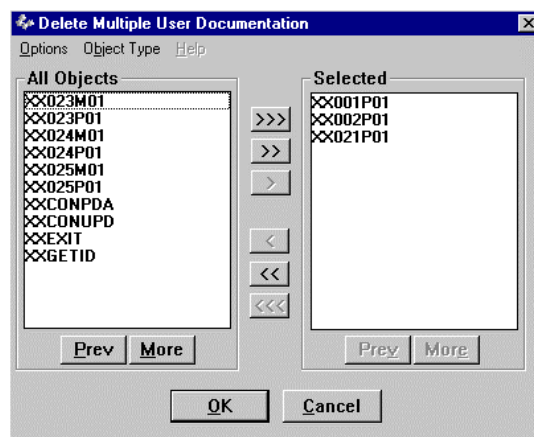 Delete Multiple User Documentation
Options Object Type Help
All Objects
XX023M01
XX023P01
XX024M01
XX024P01
XX025M01
XX025P01
XXCONPDA
XXCONUPD
XXEXIT
XXGETID
Prev More
>>>
>>
>
<
<<
<<<
Selected
XX001P01
XX002P01
XX021P01
Prev More
OK Cancel